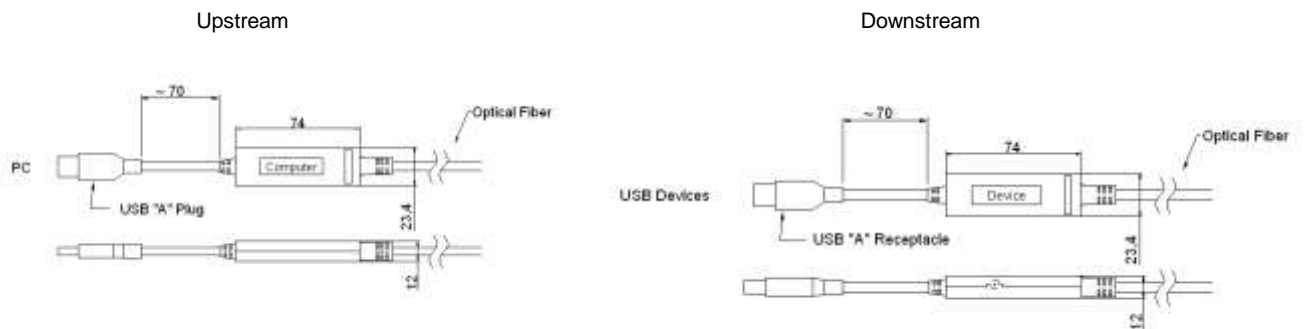 Upstream
Downstream
~ 70
74
Optical Fiber
PC
Computer
USB "A" Plug
23.4
12
~ 70
74
Optical Fiber
USB Devices
Device
USB "A" Receptacle
23.4
12